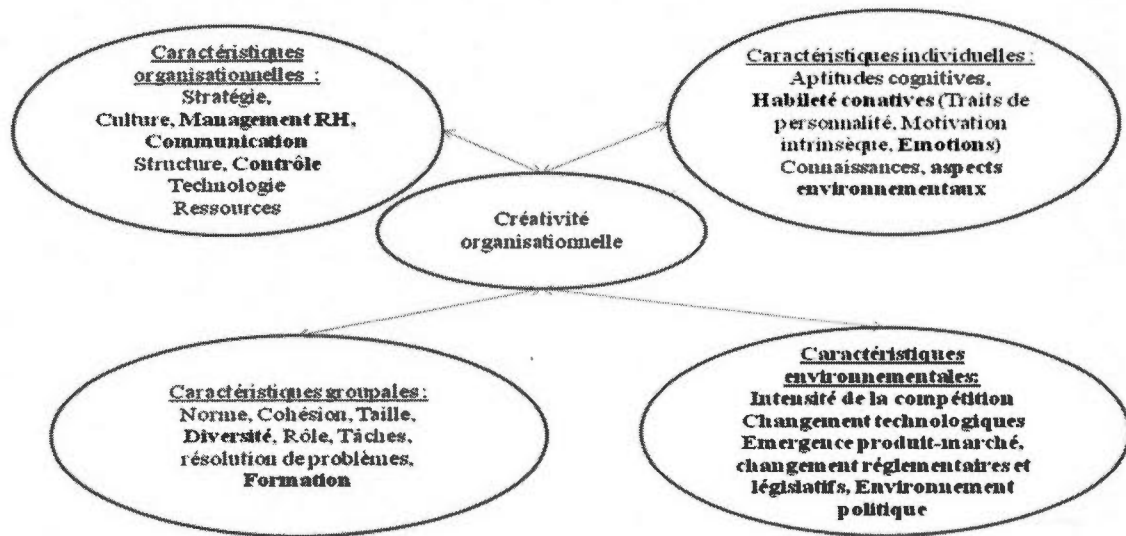 Caractéristiques
organisationnelles :
Stratégie,
Culture, Management RH,
Communication
Structure, Contrôle
Technologie
Ressources
Caractéristiques individuelles :
Aptitudes cognitives,
Habileté conatives (Traits de
personnalité, Motivation
intrinsèque, Emotions)
Connaissances, aspects
environnementaux
Créativité
organisationnelle
Caractéristiques groupales :
Norme, Cohésion, Taille,
Diversité, Rôle, Tâches,
résolution de problèmes,
Formation
Caractéristiques
environnementales:
Intensité de la compétition
Changement technologiques
Emergence produit-marché,
changement réglementaires et
législatifs, Environnement
politique